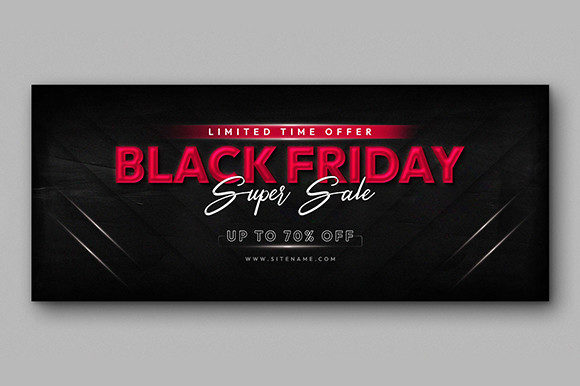 LIMITED TIME OFFER
BLACK FRIDAY
Super Sale
UP TO 70% OFF
WWW.SITENAME.COM